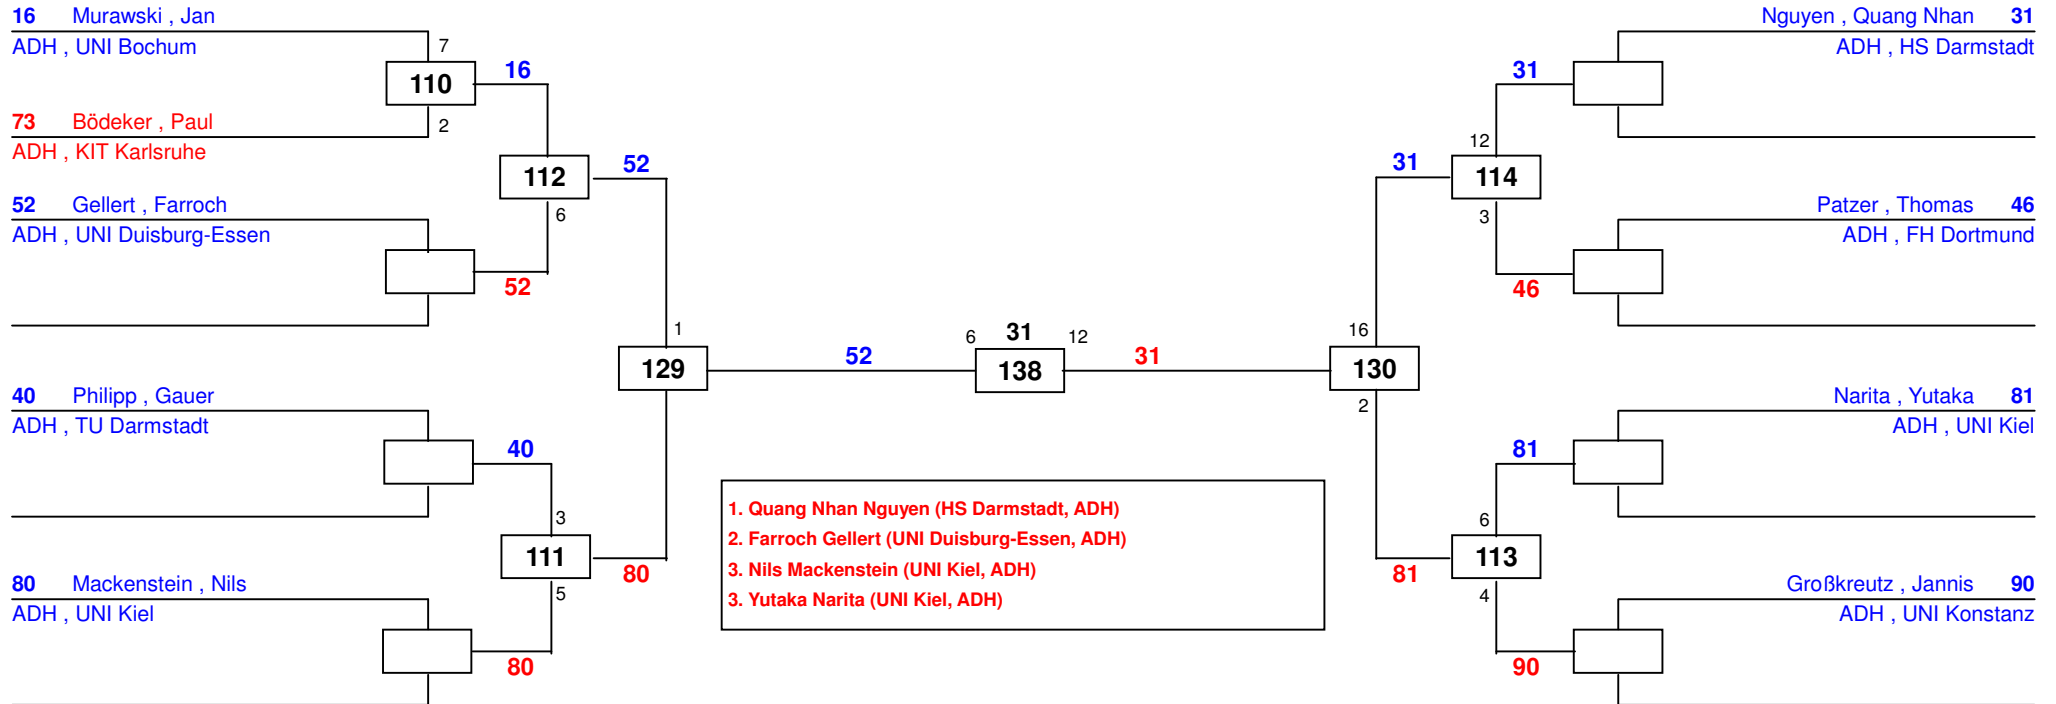 16 Murawski , Jan
ADH , UNI Bochum
7
110
16
73 Bödeker , Paul
2
ADH , KIT Karlsruhe
112
52
52 Gellert , Farroch
6
ADH , UNI Duisburg-Essen
52
1
129
52
40 Philipp , Gauer
ADH , TU Darmstadt
40
3
111
80
80 Mackenstein , Nils
5
ADH , UNI Kiel
80
6 31 12
138
31
1. Quang Nhan Nguyen (HS Darmstadt, ADH)
2. Farroch Gellert (UNI Duisburg-Essen, ADH)
3. Nils Mackenstein (UNI Kiel, ADH)
3. Yutaka Narita (UNI Kiel, ADH)
Nguyen , Quang Nhan 31
ADH , HS Darmstadt
31
12
31
114
3
Patzer , Thomas 46
ADH , FH Dortmund
46
16
130
2
Narita , Yutaka 81
ADH , UNI Kiel
81
6
113
81
4
Großkreutz , Jannis 90
ADH , UNI Konstanz
90